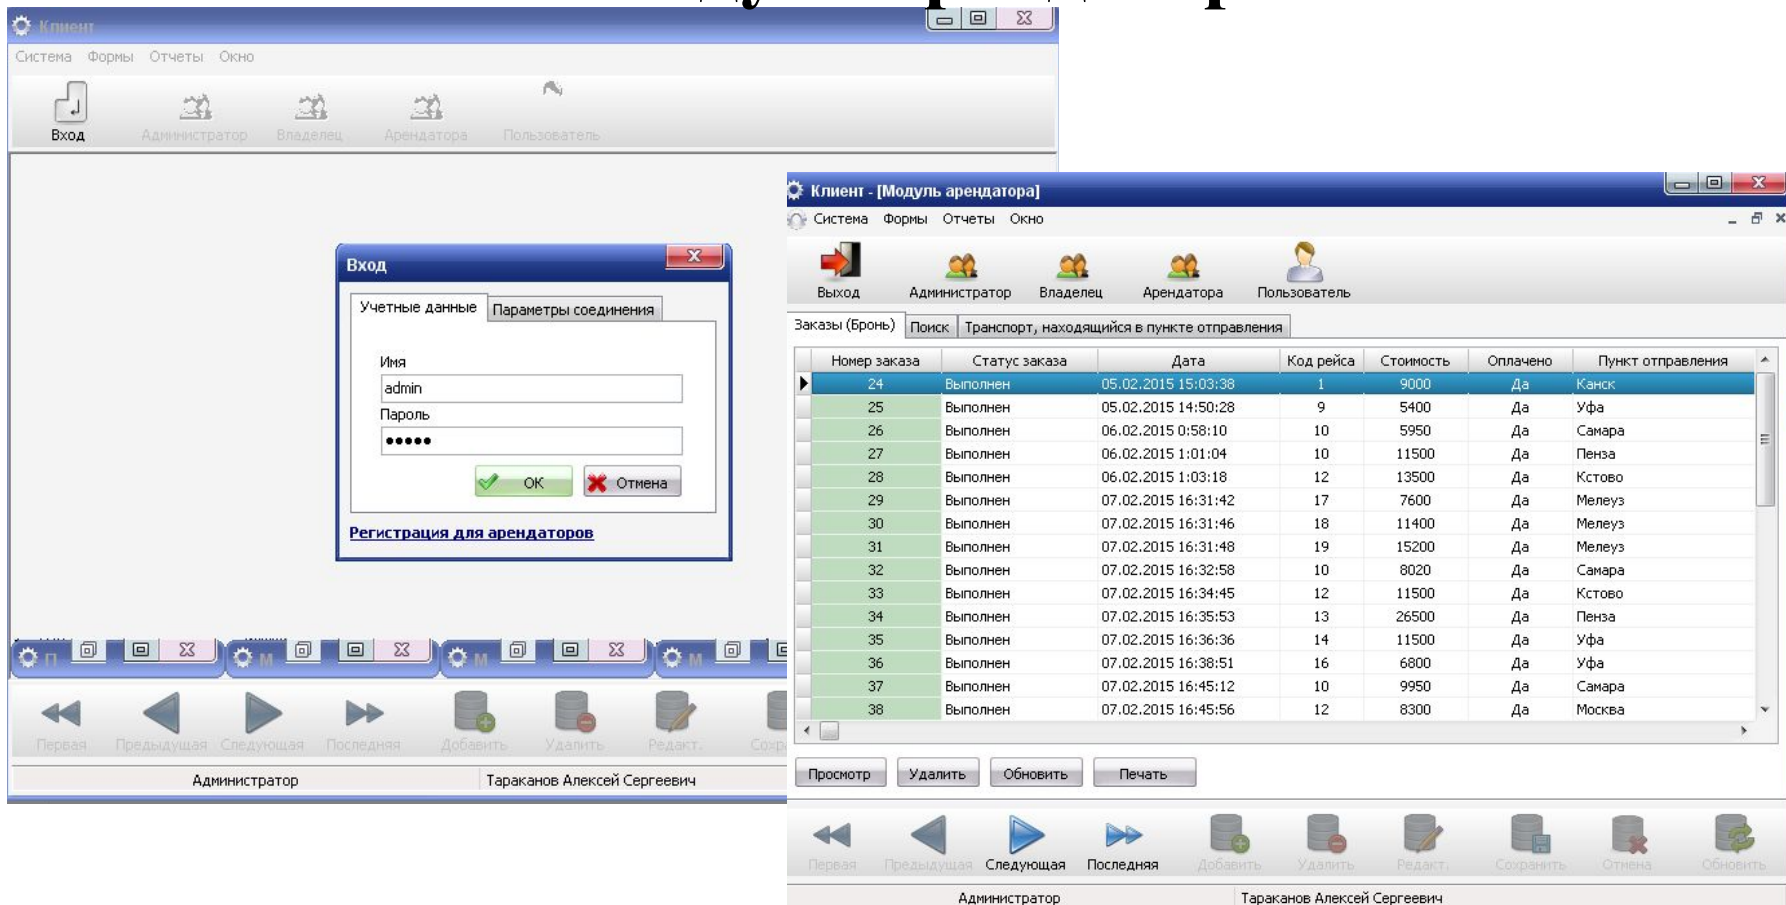 Клиент
Система Формы Отчеты Окно
Вход Администратор Владелец Арендатора Пользователь
Вход
Учетные данные Параметры соединения
Имя
admin
Пароль
•••••
ОК Отмена
Регистрация для арендаторов
П М М М
Первая Предыдущая Следующая Последняя Добавить Удалить Редакт.
Администратор Тараканов Алексей Сергеевич
Клиент - [Модуль арендатора]
Система Формы Отчеты Окно
Выход Администратор Владелец Арендатора Пользователь
Заказы (Бронь) Поиск Транспорт, находящийся в пункте отправления
Номер заказа Статус заказа Дата Код рейса Стоимость Оплачено Пункт отправления
24 Выполнен 05.02.2015 15:03:38 1 9000 Да Канск
25 Выполнен 05.02.2015 14:50:28 9 5400 Да Уфа
26 Выполнен 06.02.2015 0:58:10 10 5950 Да Самара
27 Выполнен 06.02.2015 1:01:04 10 11500 Да Пенза
28 Выполнен 06.02.2015 1:03:18 12 13500 Да Кстово
29 Выполнен 07.02.2015 16:31:42 17 7600 Да Мелеуз
30 Выполнен 07.02.2015 16:31:46 18 11400 Да Мелеуз
31 Выполнен 07.02.2015 16:31:48 19 15200 Да Мелеуз
32 Выполнен 07.02.2015 16:32:58 10 8020 Да Самара
33 Выполнен 07.02.2015 16:34:45 12 11500 Да Кстово
34 Выполнен 07.02.2015 16:35:53 13 26500 Да Пенза
35 Выполнен 07.02.2015 16:36:36 14 11500 Да Уфа
36 Выполнен 07.02.2015 16:38:51 16 6800 Да Уфа
37 Выполнен 07.02.2015 16:45:12 10 9950 Да Самара
38 Выполнен 07.02.2015 16:45:56 12 8300 Да Москва
Просмотр Удалить Обновить Печать
Первая Предыдущая Следующая Последняя Добавить Удалить Редакт. Сохранить Отмена Обновить
Администратор Тараканов Алексей Сергеевич